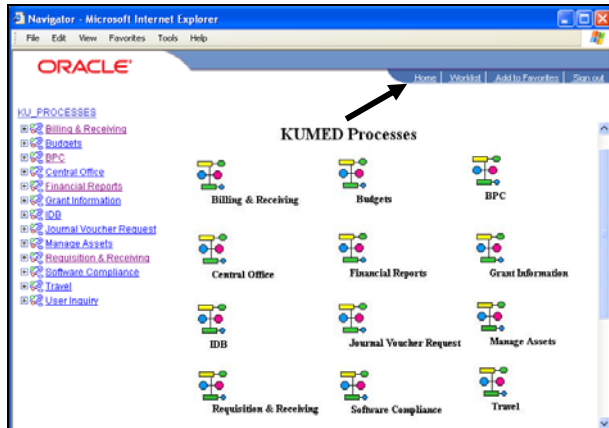 Navigator - Microsoft Internet Explorer
File Edit View Favorites Tools Help
ORACLE'
Home Worklist Add to Favorites Sign out
KU_PROCESSES
Billing & Receiving
Budgets
BPC
Central Office
Financial Reports
Grant Information
IDB
Journal Voucher Request
Manage Assets
Requisition & Receiving
Software Compliance
Travel
User Inquiry
KUMED Processes
Billing & Receiving Budgets BPC
Central Office Financial Reports Grant Information
IDB Journal Voucher Request Manage Assets
Requisition & Receiving Software Compliance Travel